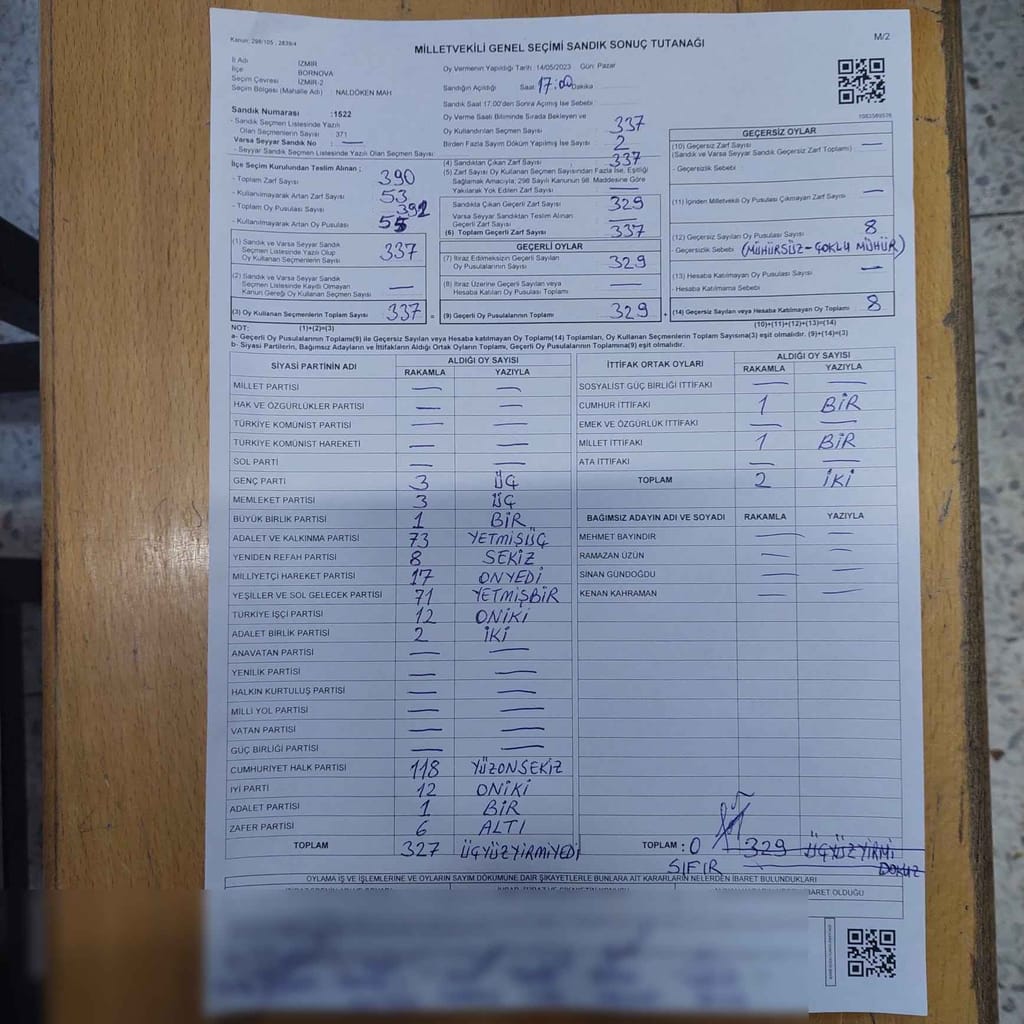 Kanun: 298/105 , 2839/4
M/2
MİLLETVEKİLİ GENEL SEÇİMİ SANDIK SONUÇ TUTANAĞI
İl Adı İZMİR
İlçe BORNOVA
Seçim Çevresi İZMİR-2
Seçim Bölgesi (Mahalle Adı) : NALDÖKEN MAH
Sandık Numarası :1522
- Sandık Seçmen Listesinde Yazılı
Olan Seçmenlerin Sayısı : 371
Varsa Seyyar Sandık No : —
- Seyyar Sandık Seçmen Listesinde Yazılı Olan Seçmen Sayısı
İlçe Seçim Kurulundan Teslim Alınan ;
- Toplam Zarf Sayısı 390
- Kullanılmayarak Artan Zarf Sayısı 53
- Toplam Oy Pusulası Sayısı 392
- Kullanılmayarak Artan Oy Pusulası 55
(1) Sandık ve Varsa Seyyar Sandık
Seçmen Listesinde Yazılı Olup
Oy Kullanan Seçmenlerin Sayısı 337
(2) Sandık ve Varsa Seyyar Sandık
Seçmen Listesinde Kayıtlı Olmayan
Kanun Gereği Oy Kullanan Seçmen Sayısı —
(3) Oy Kullanan Seçmenlerin Toplam Sayısı 337 =
Oy Vermenin Yapıldığı Tarih : 14/05/2023 Gün: Pazar
Sandığın Açıldığı Saat 17:00 Dakika
Sandık Saat 17.00'den Sonra Açılmış İse Sebebi :
Oy Verme Saati Bitiminde Sırada Bekleyen ve
Oy Kullandırılan Seçmen Sayısı 337
Birden Fazla Sayım Döküm Yapılmış İse Sayısı 2
(4) Sandıktan Çıkan Zarf Sayısı 337
(5) Zarf Sayısı Oy Kullanan Seçmen Sayısından Fazla İse, Eşitliği
Sağlamak Amacıyla; 298 Sayılı Kanunun 98. Maddesine Göre
Yakılarak Yok Edilen Zarf Sayısı —
Sandıkta Çıkan Geçerli Zarf Sayısı 329
Varsa Seyyar Sandıktan Teslim Alınan
Geçerli Zarf Sayısı —
(6) Toplam Geçerli Zarf Sayısı 337
GEÇERLİ OYLAR
(7) İtiraz Edilmeksizin Geçerli Sayılan
Oy Pusulalarının Sayısı 329
(8) İtiraz Üzerine Geçerli Sayılan veya
Hesaba Katılan Oy Pusulası Toplamı —
(9) Geçerli Oy Pusulalarının Toplamı 329 +
GEÇERSİZ OYLAR
(10) Geçersiz Zarf Sayısı —
(Sandık ve Varsa Seyyar Sandık Geçersiz Zarf Toplamı)
- Geçersizlik Sebebi
(11) İçinden Milletvekili Oy Pusulası Çıkmayan Zarf Sayısı —
(12) Geçersiz Sayılan Oy Pusulası Sayısı 8
- Geçersizlik Sebebi (MÜHÜRSÜZ-ÇOKLU MÜHÜR)
(13) Hesaba Katılmayan Oy Pusulası Sayısı —
- Hesaba Katılmama Sebebi
(14) Geçersiz Sayılan veya Hesaba Katılmayan Oy Toplamı 8
NOT: (1)+(2)=(3) (10)+(11)+(12)+(13)=(14)
a- Geçerli Oy Pusulalarının Toplamı(9) ile Geçersiz Sayılan veya Hesaba Katılmayan Oy Toplamı(14) Toplamları, Oy Kullanan Seçmenlerin Toplam Sayısına(3) eşit olmalıdır. (9)+(14)=(3)
b- Siyasi Partilerin, Bağımsız Adayların ve İttifakların Aldığı Ortak Oyların Toplamı, Geçerli Oy Pusulalarının Toplamına(9) eşit olmalıdır.
SİYASİ PARTİNİN ADI ALDIĞI OY SAYISI
RAKAMLA YAZIYLA
MİLLET PARTİSİ — —
HAK VE ÖZGÜRLÜKLER PARTİSİ — —
TÜRKİYE KOMÜNİST PARTİSİ — —
TÜRKİYE KOMÜNİST HAREKETİ — —
SOL PARTİ — —
GENÇ PARTİ 3 ÜÇ
MEMLEKET PARTİSİ 3 ÜÇ
BÜYÜK BİRLİK PARTİSİ 1 BİR
ADALET VE KALKINMA PARTİSİ 73 YETMİŞÜÇ
YENİDEN REFAH PARTİSİ 8 SEKİZ
MİLLİYETÇİ HAREKET PARTİSİ 17 ONYEDİ
YEŞİLLER VE SOL GELECEK PARTİSİ 71 YETMİŞBİR
TÜRKİYE İŞÇİ PARTİSİ 12 ONİKİ
ADALET BİRLİK PARTİSİ 2 İKİ
ANAVATAN PARTİSİ — —
YENİLİK PARTİSİ — —
HALKIN KURTULUŞ PARTİSİ — —
MİLLİ YOL PARTİSİ — —
VATAN PARTİSİ — —
GÜÇ BİRLİĞİ PARTİSİ — —
CUMHURİYET HALK PARTİSİ 118 YÜZONSEKİZ
İYİ PARTİ 12 ONİKİ
ADALET PARTİSİ 1 BİR
ZAFER PARTİSİ 6 ALTI
TOPLAM 327 ÜÇYÜZYİRMİYEDİ
İTTİFAK ORTAK OYLARI ALDIĞI OY SAYISI
RAKAMLA YAZIYLA
SOSYALİST GÜÇ BİRLİĞİ İTTİFAKI — —
CUMHUR İTTİFAKI 1 BİR
EMEK VE ÖZGÜRLÜK İTTİFAKI — —
MİLLET İTTİFAKI 1 BİR
ATA İTTİFAKI — —
TOPLAM 2 İKİ
BAĞIMSIZ ADAYIN ADI VE SOYADI RAKAMLA YAZIYLA
MEHMET BAYINDIR — —
RAMAZAN UZUN — —
SİNAN GÜNDOĞDU — —
KENAN KAHRAMAN — —
TOPLAM : 0 329 ÜÇYÜZYİRMİ
SIFIR DOKUZ
OYLAMA İŞ VE İŞLEMLERİNE VE OYLARIN SAYIM DÖKÜMÜNE DAİR ŞİKAYETLERLE BUNLARA AİT KARARLARIN NELERDEN İBARET BULUNDUKLARI